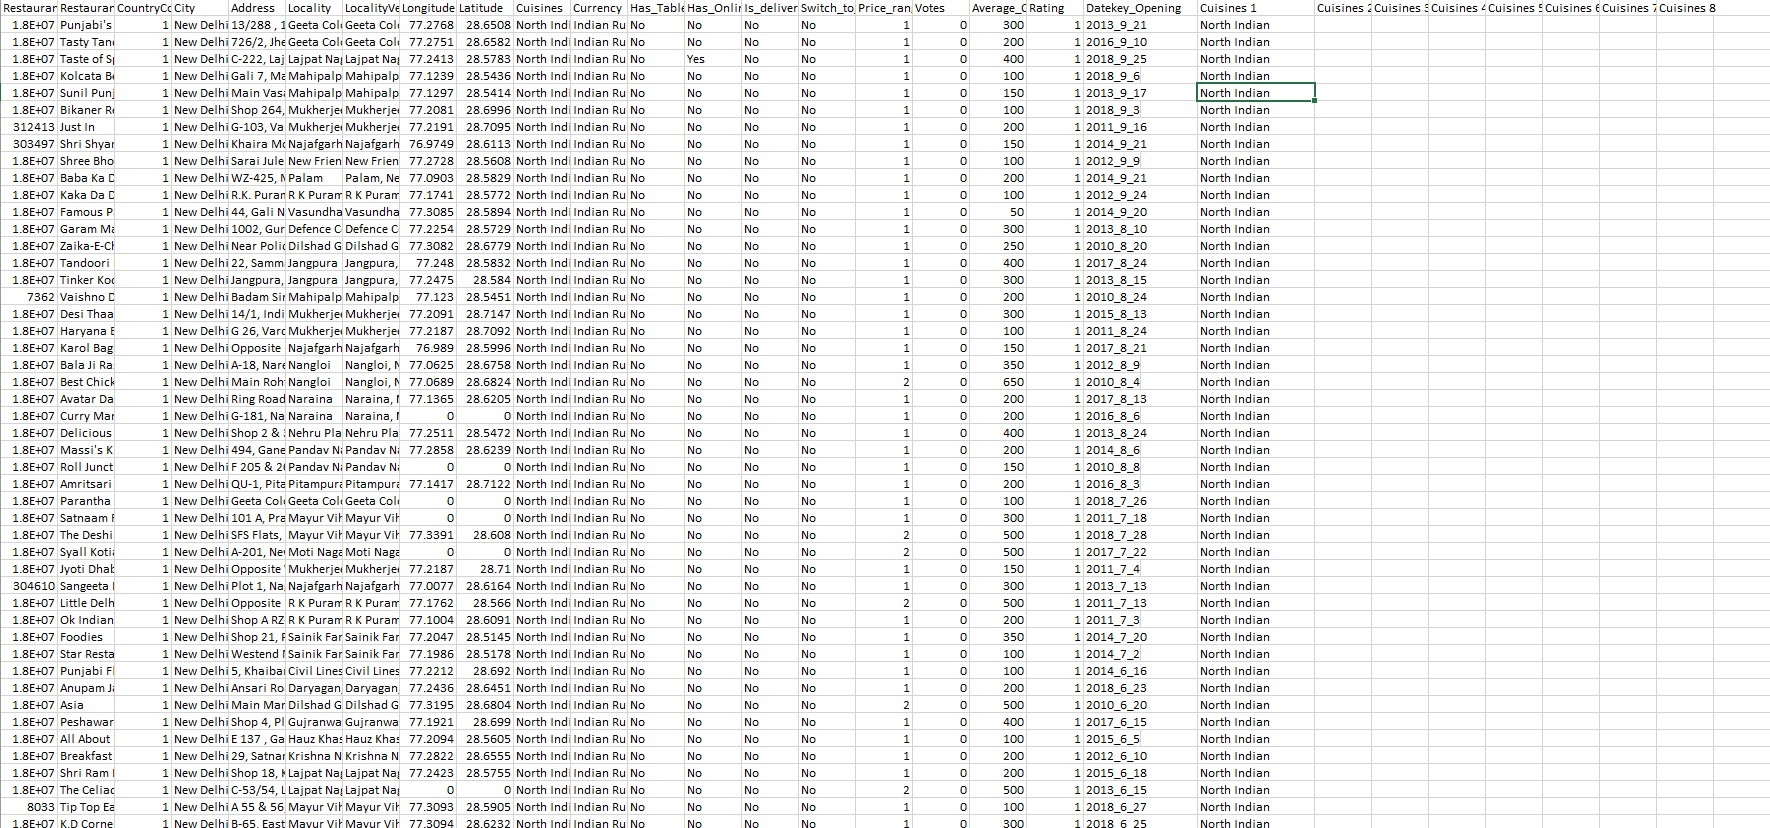 Restauran Restauran CountryCo City Address Locality LocalityVe Longitude Latitude Cuisines Currency Has_Table Has_Onlin Is_deliver Switch_to Price_ran Votes Average_C Rating Datekey_Opening Cuisines 1 Cuisines 2 Cuisines 3 Cuisines 4 Cuisines 5 Cuisines 6 Cuisines 7 Cuisines 8
1.8E+07 Punjabi's 1 New Delhi 13/288 , 1 Geeta Col Geeta Col 77.2768 28.6508 North Indi Indian Ru No No No No 1 0 300 1 2013_9_21 North Indian
1.8E+07 Tasty Tan 1 New Delhi 726/2, Jhe Geeta Col Geeta Col 77.2751 28.6582 North Indi Indian Ru No No No No 1 0 200 1 2016_9_10 North Indian
1.8E+07 Taste of Sp 1 New Delhi C-222, Laj Lajpat Nag Lajpat Nag 77.2413 28.5783 North Indi Indian Ru No Yes No No 1 0 400 1 2018_9_25 North Indian
1.8E+07 Kolcata Be 1 New Delhi Gali 7, Ma Mahipalp Mahipalp 77.1239 28.5436 North Indi Indian Ru No No No No 1 0 100 1 2018_9_6 North Indian
1.8E+07 Sunil Punj 1 New Delhi Main Vasa Mahipalp Mahipalp 77.1297 28.5414 North Indi Indian Ru No No No No 1 0 150 1 2013_9_17 North Indian
1.8E+07 Bikaner Re 1 New Delhi Shop 264, Mukherje Mukherje 77.2081 28.6996 North Indi Indian Ru No No No No 1 0 100 1 2018_9_3 North Indian
312413 Just In 1 New Delhi G-103, Va Mukherje Mukherje 77.2191 28.7095 North Indi Indian Ru No No No No 1 0 200 1 2011_9_16 North Indian
303497 Shri Shyar 1 New Delhi Khaira Mo Najafgarh Najafgarh 76.9749 28.6113 North Indi Indian Ru No No No No 1 0 150 1 2014_9_21 North Indian
1.8E+07 Shree Bho 1 New Delhi Sarai Jule New Frien New Frien 77.2728 28.5608 North Indi Indian Ru No No No No 1 0 100 1 2012_9_9 North Indian
1.8E+07 Baba Ka D 1 New Delhi WZ-425, Palam Palam, Ne 77.0903 28.5829 North Indi Indian Ru No No No No 1 0 200 1 2014_9_21 North Indian
1.8E+07 Kaka Da D 1 New Delhi R.K. Puram R K Puram R K Puram 77.1741 28.5772 North Indi Indian Ru No No No No 1 0 100 1 2012_9_24 North Indian
1.8E+07 Famous P 1 New Delhi 44, Gali N Vasundha Vasundha 77.3085 28.5894 North Indi Indian Ru No No No No 1 0 50 1 2014_9_20 North Indian
1.8E+07 Garam Ma 1 New Delhi 1002, Gur Defence C Defence C 77.2254 28.5729 North Indi Indian Ru No No No No 1 0 300 1 2013_8_10 North Indian
1.8E+07 Zaika-E-Ch 1 New Delhi Near Polic Dilshad G Dilshad G 77.3082 28.6779 North Indi Indian Ru No No No No 1 0 250 1 2010_8_20 North Indian
1.8E+07 Tandoori 1 New Delhi 22, Samm Jangpura Jangpura, 77.248 28.5832 North Indi Indian Ru No No No No 1 0 400 1 2017_8_24 North Indian
1.8E+07 Tinker Koo 1 New Delhi Jangpura, Jangpura Jangpura, 77.2475 28.584 North Indi Indian Ru No No No No 1 0 300 1 2013_8_15 North Indian
7362 Vaishno D 1 New Delhi Badam Sin Mahipalp Mahipalp 77.123 28.5451 North Indi Indian Ru No No No No 1 0 200 1 2010_8_24 North Indian
1.8E+07 Desi Thaa 1 New Delhi 14/1, Indi Mukherje Mukherje 77.2091 28.7147 North Indi Indian Ru No No No No 1 0 300 1 2015_8_13 North Indian
1.8E+07 Haryana B 1 New Delhi G 26, Vard Mukherje Mukherje 77.2187 28.7092 North Indi Indian Ru No No No No 1 0 100 1 2011_8_24 North Indian
1.8E+07 Karol Bag 1 New Delhi Opposite Najafgarh Najafgarh 76.989 28.5996 North Indi Indian Ru No No No No 1 0 150 1 2017_8_21 North Indian
1.8E+07 Bala Ji Ra 1 New Delhi A-18, Nare Nangloi Nangloi, N 77.0625 28.6758 North Indi Indian Ru No No No No 1 0 350 1 2012_8_9 North Indian
1.8E+07 Best Chick 1 New Delhi Main Roh Nangloi Nangloi, N 77.0689 28.6824 North Indi Indian Ru No No No No 2 0 650 1 2010_8_4 North Indian
1.8E+07 Avatar Da 1 New Delhi Ring Road Naraina Naraina, 77.1365 28.6205 North Indi Indian Ru No No No No 1 0 200 1 2017_8_13 North Indian
1.8E+07 Curry Mar 1 New Delhi G-181, Na Naraina Naraina, 0 0 North Indi Indian Ru No No No No 1 0 200 1 2016_8_6 North Indian
1.8E+07 Delicious 1 New Delhi Shop 2 & Nehru Pla Nehru Pla 77.2511 28.5472 North Indi Indian Ru No No No No 1 0 400 1 2013_8_24 North Indian
1.8E+07 Massi's K 1 New Delhi 494, Gane Pandav Na Pandav Na 77.2858 28.6239 North Indi Indian Ru No No No No 1 0 200 1 2014_8_6 North Indian
1.8E+07 Roll Junct 1 New Delhi F 205 & 20 Pandav Na Pandav Na 0 0 North Indi Indian Ru No No No No 1 0 150 1 2010_8_8 North Indian
1.8E+07 Amritsari 1 New Delhi QU-1, Pita Pitampura Pitampura 77.1417 28.7122 North Indi Indian Ru No No No No 1 0 200 1 2016_8_3 North Indian
1.8E+07 Parantha 1 New Delhi Geeta Col Geeta Col Geeta Col 0 0 North Indi Indian Ru No No No No 1 0 100 1 2018_7_26 North Indian
1.8E+07 Satnaam 1 New Delhi 101 A, Pra Mayur Vih Mayur Vih 0 0 North Indi Indian Ru No No No No 1 0 300 1 2011_7_18 North Indian
1.8E+07 The Deshi 1 New Delhi SFS Flats, Mayur Vih Mayur Vih 77.3391 28.608 North Indi Indian Ru No No No No 2 0 500 1 2018_7_28 North Indian
1.8E+07 Syall Koti 1 New Delhi A-201, Ne Moti Naga Moti Naga 0 0 North Indi Indian Ru No No No No 2 0 500 1 2017_7_22 North Indian
1.8E+07 Jyoti Dhab 1 New Delhi Opposite Mukherje Mukherje 77.2187 28.71 North Indi Indian Ru No No No No 1 0 150 1 2011_7_4 North Indian
304610 Sangeeta 1 New Delhi Plot 1, Na Najafgarh Najafgarh 77.0077 28.6164 North Indi Indian Ru No No No No 1 0 300 1 2013_7_13 North Indian
1.8E+07 Little Delh 1 New Delhi Opposite R K Puram R K Puram 77.1762 28.566 North Indi Indian Ru No No No No 2 0 500 1 2011_7_13 North Indian
1.8E+07 Ok Indian 1 New Delhi Shop A RZ R K Puram R K Puram 77.1004 28.6091 North Indi Indian Ru No No No No 1 0 200 1 2011_7_3 North Indian
1.8E+07 Foodies 1 New Delhi Shop 21, F Sainik Far Sainik Far 77.2047 28.5145 North Indi Indian Ru No No No No 1 0 350 1 2014_7_20 North Indian
1.8E+07 Star Resta 1 New Delhi Westend Sainik Far Sainik Far 77.1986 28.5178 North Indi Indian Ru No No No No 1 0 100 1 2014_7_2 North Indian
1.8E+07 Punjabi Fl 1 New Delhi 5, Khaiba Civil Lines Civil Lines 77.2212 28.692 North Indi Indian Ru No No No No 1 0 100 1 2014_6_16 North Indian
1.8E+07 Anupam Ja 1 New Delhi Ansari Ro Daryagan Daryagan 77.2436 28.6451 North Indi Indian Ru No No No No 1 0 200 1 2018_6_23 North Indian
1.8E+07 Asia 1 New Delhi Main Mar Dilshad G Dilshad G 77.3195 28.6804 North Indi Indian Ru No No No No 2 0 500 1 2010_6_20 North Indian
1.8E+07 Peshawar 1 New Delhi Shop 4, Pl Gujranwa Gujranwa 77.1921 28.699 North Indi Indian Ru No No No No 1 0 400 1 2017_6_15 North Indian
1.8E+07 All About 1 New Delhi E 137 , Ga Hauz Khas Hauz Khas 77.2094 28.5605 North Indi Indian Ru No No No No 1 0 100 1 2015_6_5 North Indian
1.8E+07 Breakfast 1 New Delhi 29, Satnar Krishna N Krishna N 77.2822 28.6555 North Indi Indian Ru No No No No 1 0 200 1 2012_6_10 North Indian
1.8E+07 Shri Ram 1 New Delhi Shop 18, K Lajpat Nag Lajpat Nag 77.2423 28.5755 North Indi Indian Ru No No No No 1 0 200 1 2015_6_18 North Indian
1.8E+07 The Celiac 1 New Delhi C-53/54, L Lajpat Nag Lajpat Nag 0 0 North Indi Indian Ru No No No No 2 0 500 1 2013_6_15 North Indian
8033 Tip Top Ea 1 New Delhi A 55 & 56 Mayur Vih Mayur Vih 77.3093 28.5905 North Indi Indian Ru No No No No 1 0 100 1 2018_6_27 North Indian
1.8E+07 K.D Corne 1 New Delhi B-65, East Mayur Vih Mayur Vih 77.3094 28.6232 North Indi Indian Ru No No No No 1 0 300 1 2018_6_25 North Indian